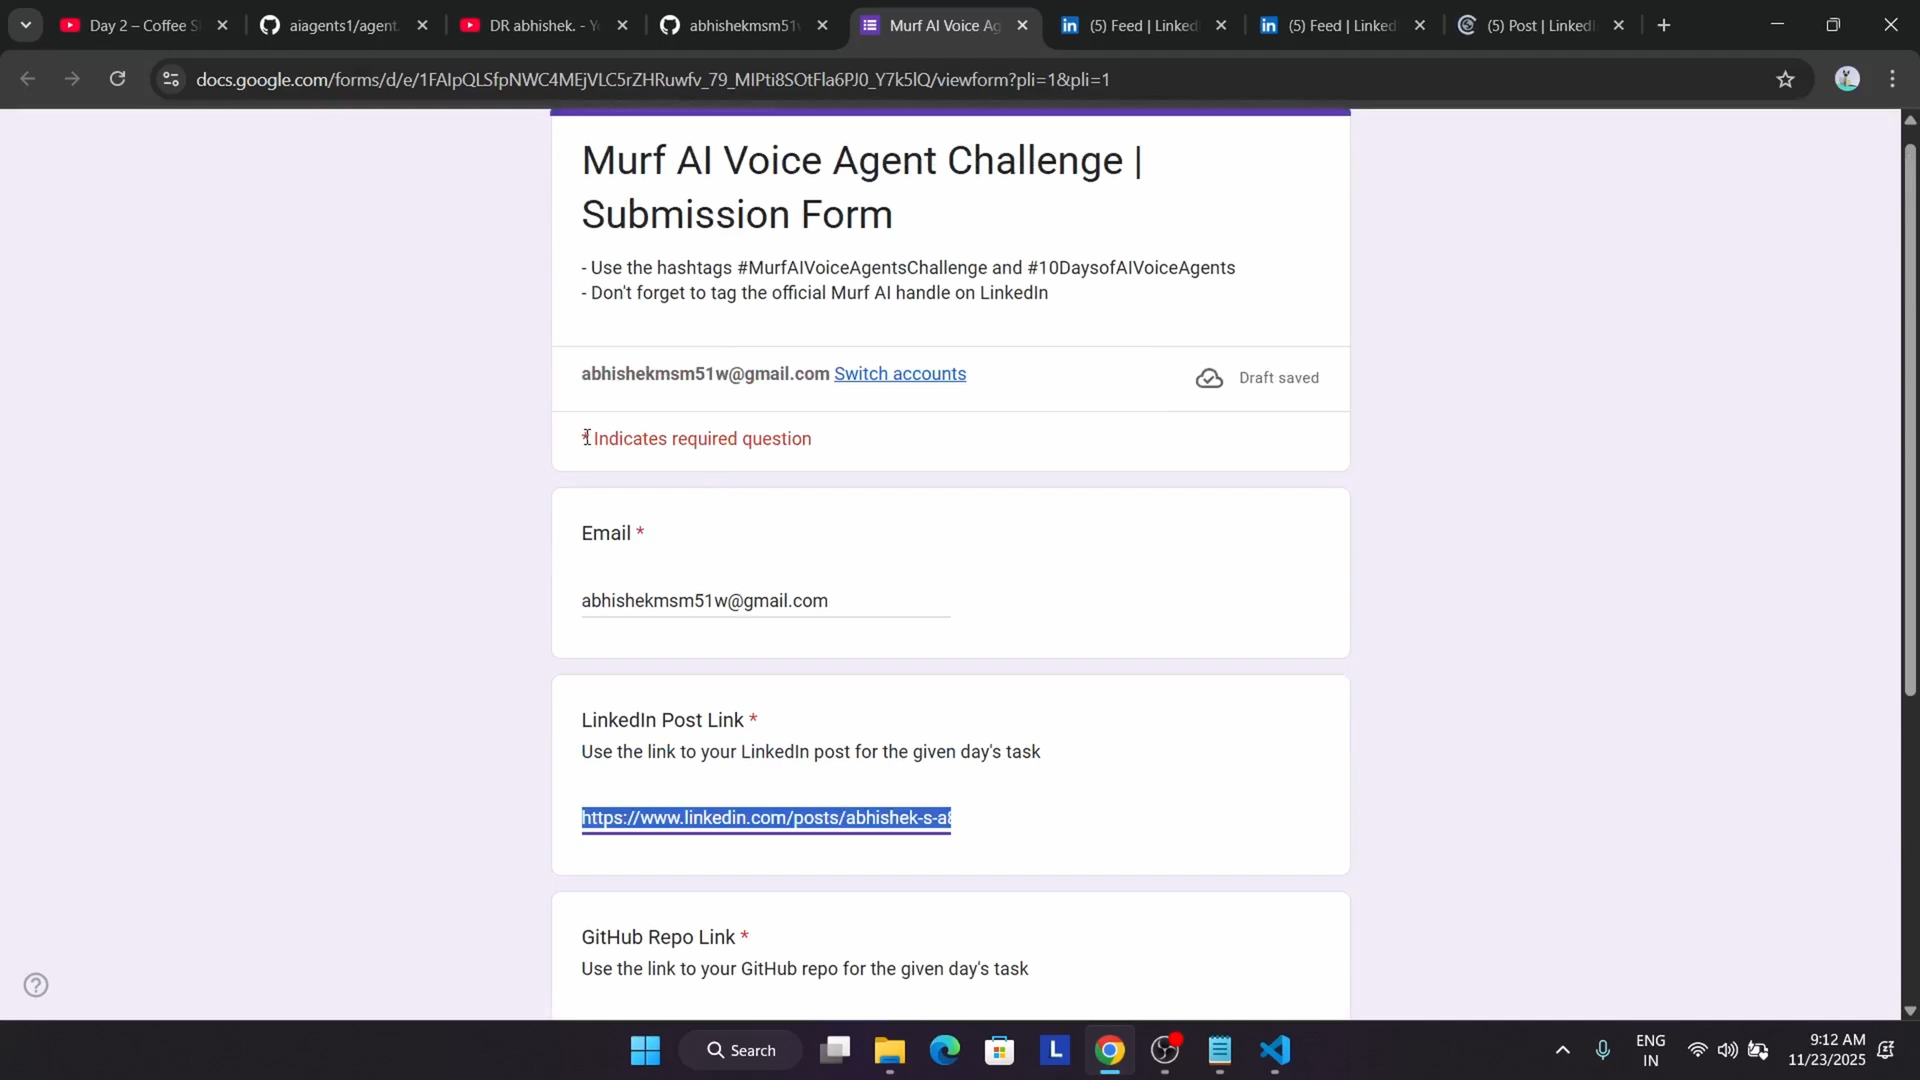 Day 2 – Coffee S
aiagents1/agent.
DR abhishek. - Yo
abhishekmsm51w
Murf AI Voice Ag
(5) Feed | LinkedI
(5) Feed | Linked
(5) Post | LinkedI
docs.google.com/forms/d/e/1FAIpQLSfpNWC4MEjVLC5rZHRuwfv_79_MIPti8SOtFla6PJ0_Y7k5lQ/viewform?pli=1&pli=1
Murf AI Voice Agent Challenge |
Submission Form
- Use the hashtags #MurfAIVoiceAgentsChallenge and #10DaysofAIVoiceAgents
- Don't forget to tag the official Murf AI handle on LinkedIn
abhishekmsm51w@gmail.com Switch accounts
Draft saved
* Indicates required question
Email *
abhishekmsm51w@gmail.com
LinkedIn Post Link *
Use the link to your LinkedIn post for the given day's task
https://www.linkedin.com/posts/abhishek-s-a8
GitHub Repo Link *
Use the link to your GitHub repo for the given day's task
Search
L
ENG
IN
9:12 AM
11/23/2025